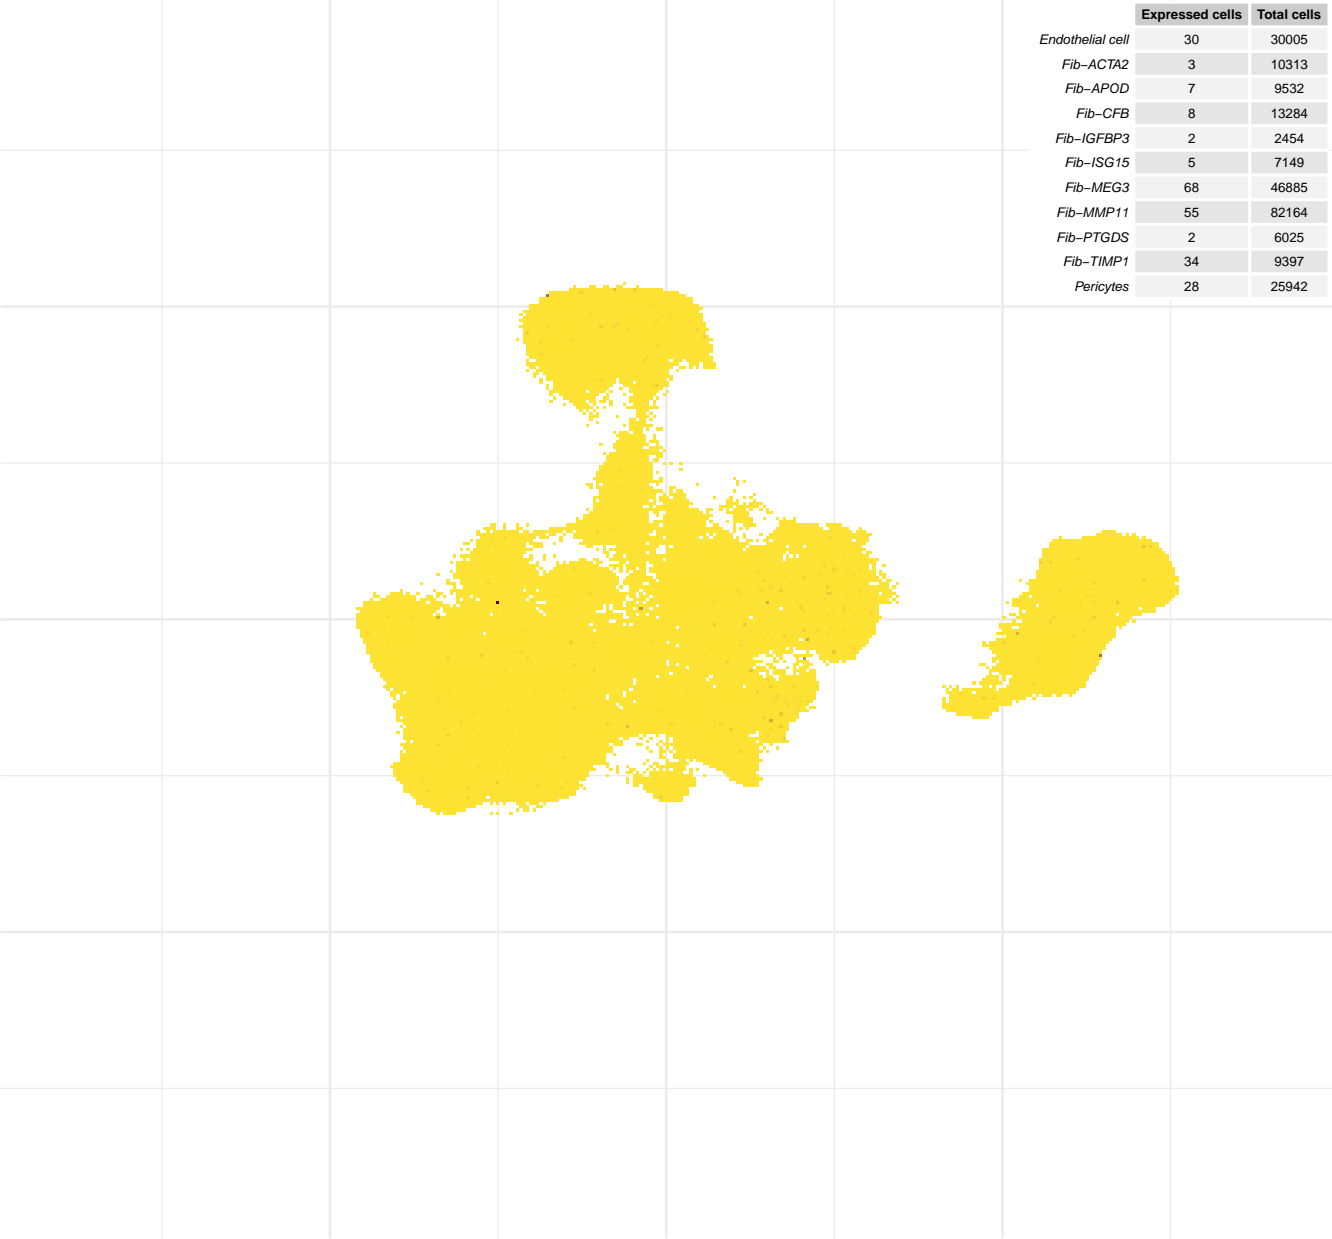 Expressed cells Total cells
Endothelial cell 30 30005
Fib−ACTA2 3 10313
Fib−APOD 7 9532
Fib−CFB 8 13284
Fib−IGFBP3 2 2454
Fib−ISG15 5 7149
Fib−MEG3 68 46885
Fib−MMP11 55 82164
Fib−PTGDS 2 6025
Fib−TIMP1 34 9397
Pericytes 28 25942